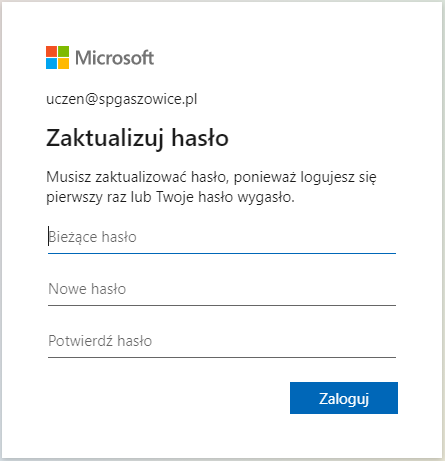 Microsoft
uczen@spgaszowice.pl
Zaktualizuj hasło
Musisz zaktualizować hasło, ponieważ logujesz się
pierwszy raz lub Twoje hasło wygasło.
Bieżące hasło
Nowe hasło
Potwierdź hasło
Zaloguj